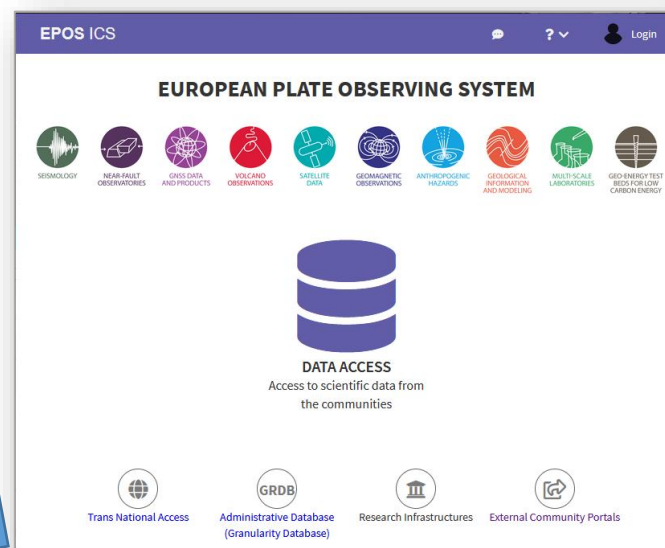 EPOS ICS
? Login
EUROPEAN PLATE OBSERVING SYSTEM
SEISMOLOGY
NEAR-FAULT
OBSERVATORIES
GNSS DATA
AND PRODUCTS
VOLCANO
OBSERVATIONS
SATELLITE
DATA
GEOMAGNETIC
OBSERVATIONS
ANTHROPOGENIC
HAZARDS
GEOLOGICAL
INFORMATION
AND MODELING
MULTI-SCALE
LABORATORIES
GEO-ENERGY TEST
BEDS FOR LOW
CARBON ENERGY
DATA ACCESS
Access to scientific data from
the communities
GRDB
Trans National Access
Administrative Database
(Granularity Database)
Research Infrastructures
External Community Portals